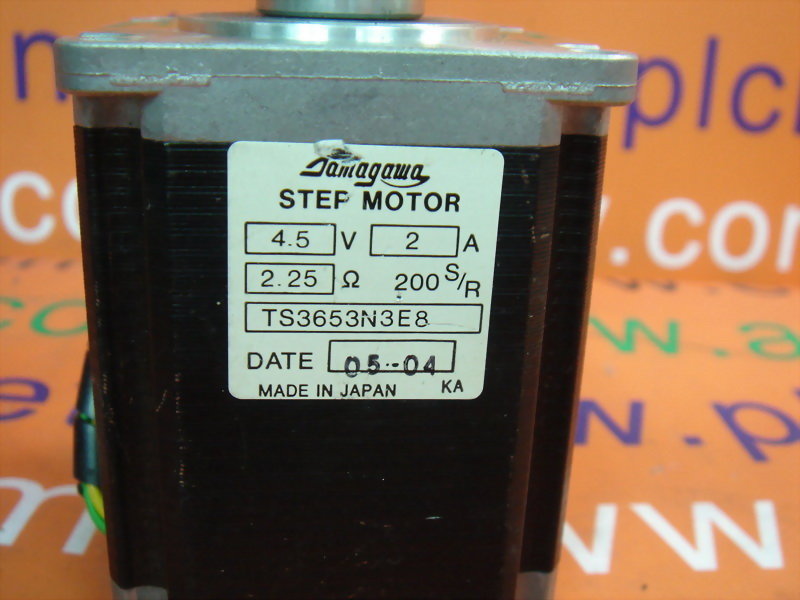 Tamagawa
STEP MOTOR
4.5 V 2 A
2.25 Ω 200 S/R
TS3653N3E8
DATE 05-04
MADE IN JAPAN KA